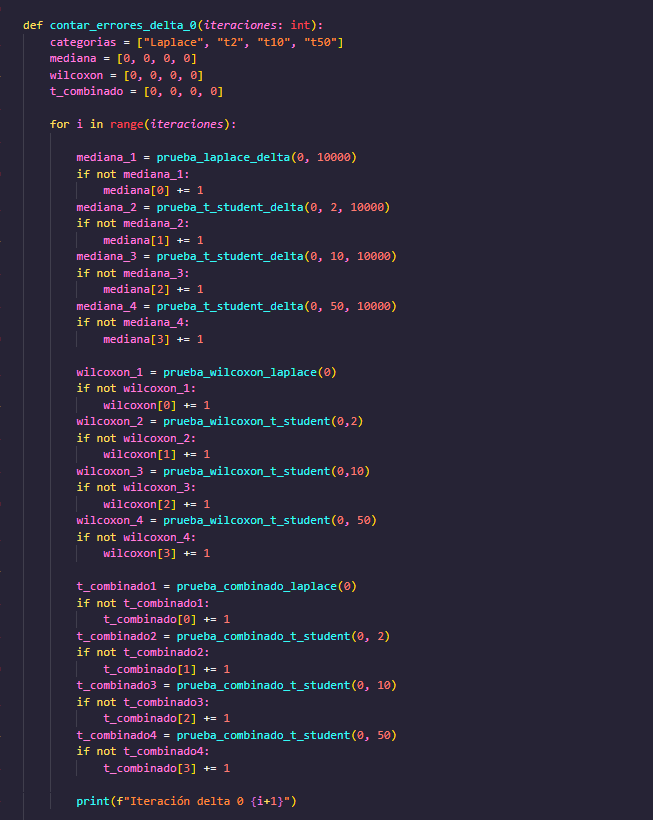 def contar_errores_delta_0(iteraciones: int):
    categorias = ["Laplace", "t2", "t10", "t50"]
    mediana = [0, 0, 0, 0]
    wilcoxon = [0, 0, 0, 0]
    t_combinado = [0, 0, 0, 0]

    for i in range(iteraciones):

        mediana_1 = prueba_laplace_delta(0, 10000)
        if not mediana_1:
            mediana[0] += 1
        mediana_2 = prueba_t_student_delta(0, 2, 10000)
        if not mediana_2:
            mediana[1] += 1
        mediana_3 = prueba_t_student_delta(0, 10, 10000)
        if not mediana_3:
            mediana[2] += 1
        mediana_4 = prueba_t_student_delta(0, 50, 10000)
        if not mediana_4:
            mediana[3] += 1

        wilcoxon_1 = prueba_wilcoxon_laplace(0)
        if not wilcoxon_1:
            wilcoxon[0] += 1
        wilcoxon_2 = prueba_wilcoxon_t_student(0,2)
        if not wilcoxon_2:
            wilcoxon[1] += 1
        wilcoxon_3 = prueba_wilcoxon_t_student(0,10)
        if not wilcoxon_3:
            wilcoxon[2] += 1
        wilcoxon_4 = prueba_wilcoxon_t_student(0, 50)
        if not wilcoxon_4:
            wilcoxon[3] += 1

        t_combinado1 = prueba_combinado_laplace(0)
        if not t_combinado1:
            t_combinado[0] += 1
        t_combinado2 = prueba_combinado_t_student(0, 2)
        if not t_combinado2:
            t_combinado[1] += 1
        t_combinado3 = prueba_combinado_t_student(0, 10)
        if not t_combinado3:
            t_combinado[2] += 1
        t_combinado4 = prueba_combinado_t_student(0, 50)
        if not t_combinado4:
            t_combinado[3] += 1

        print(f"Iteración delta 0 {i+1}")